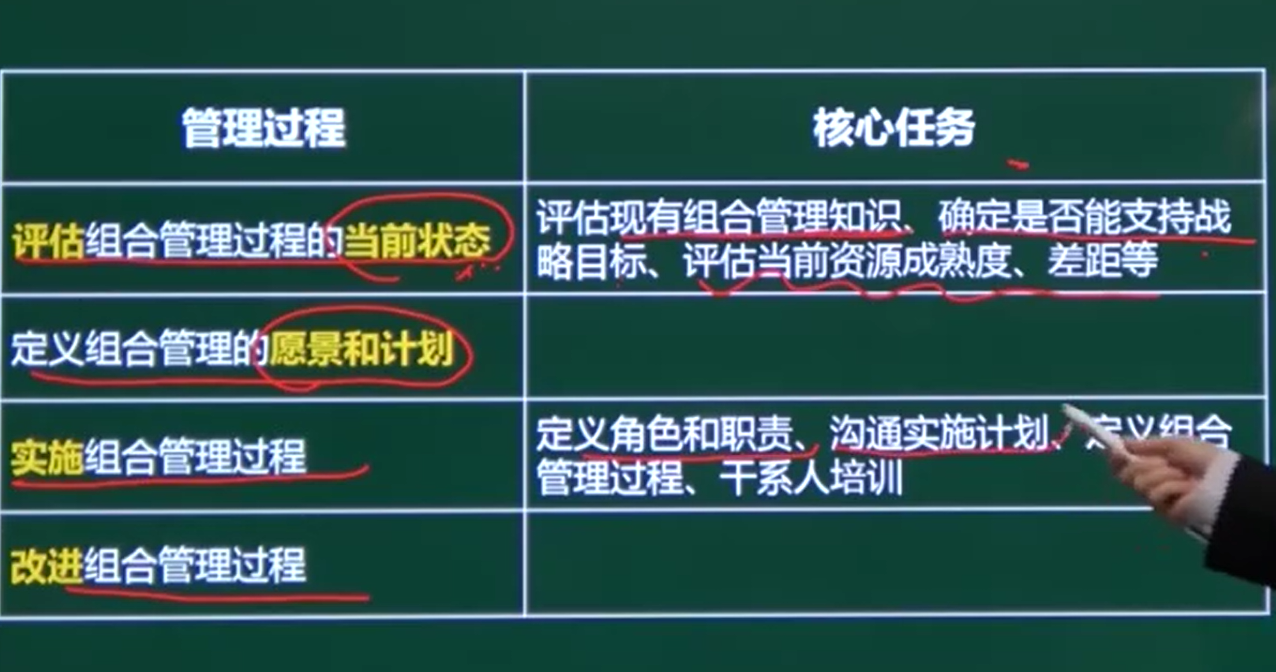 管理过程
核心任务
评估组合管理过程的当前状态
评估现有组合管理知识、确定是否能支持战
略目标、评估当前资源成熟度、差距等
定义组合管理的愿景和计划
实施组合管理过程
定义角色和职责、沟通实施计划、定义组合
管理过程、干系人培训
改进组合管理过程